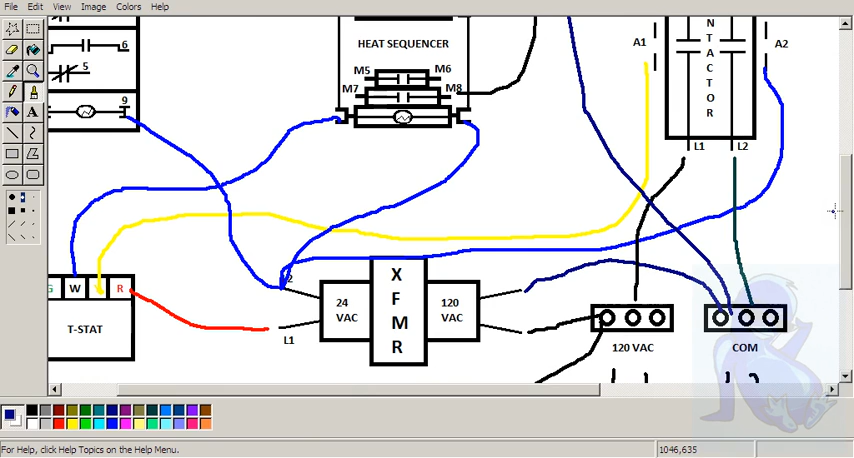 File Edit View Image Colors Help
6
5
9
HEAT SEQUENCER
M5 M6
M7 M8
A1
A2
N
T
A
C
T
O
R
L1 L2
G W Y R
T-STAT
2
L1
24
VAC
X
F
M
R
120
VAC
120 VAC
COM
A
For Help, click Help Topics on the Help Menu.
1046,635